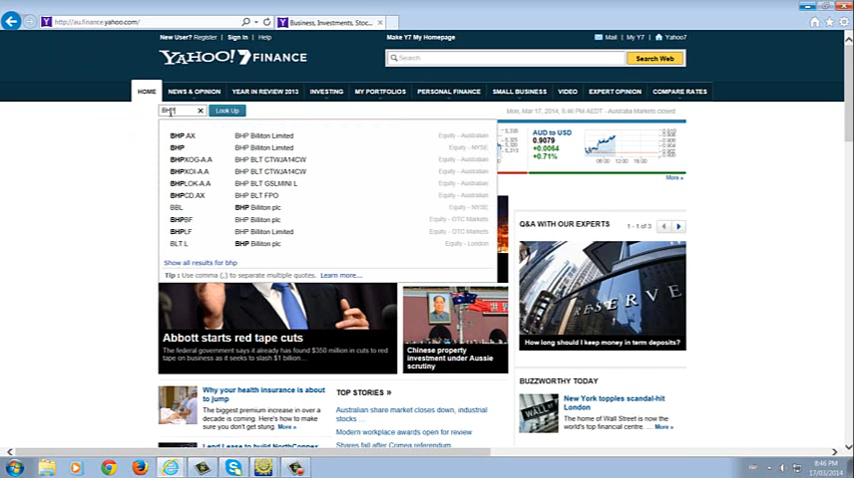 http://au.finance.yahoo.com/
Business, Investments, Stoc...
New User? Register
Sign In
Help
Make Y7 My Homepage
Mail
My Y7
Yahoo7
YAHOO!7 FINANCE
Search
Search Web
HOME
NEWS & OPINION
YEAR IN REVIEW 2013
INVESTING
MY PORTFOLIOS
PERSONAL FINANCE
SMALL BUSINESS
VIDEO
EXPERT OPINION
COMPARE RATES
BHP
Look Up
Mon, Mar 17, 2014, 8:46 PM AEDT - Australia Markets closed
BHP.AX BHP Billiton Limited Equity - Australian
BHP BHP Billiton Limited Equity - NYSE
BHPXOG-A.A BHP BLT CTWJA14CW Equity - Australian
BHPXOI-A.A BHP BLT CTWJA14CW Equity - Australian
BHPLOK-A.A BHP BLT GSLMINI L Equity - Australian
BHPCD.AX BHP BLT FPO Equity - Australian
BBL BHP Billiton plc Equity - NYSE
BHPBF BHP Billiton plc Equity - OTC Markets
BHPLF BHP Billiton Limited Equity - OTC Markets
BLT L BHP Billiton plc Equity - London
Show all results for bhp
Tip : Use comma (,) to separate multiple quotes. Learn more...
AUD to USD
0.9079
+0.0064
+0.71%
More »
Q&A WITH OUR EXPERTS
1 - 1 of 3
RESERVE
How long should I keep money in term deposits?
Abbott starts red tape cuts
The federal government says it already has found $350 million in cuts to red
tape on business as it seeks to slash $1 billion...
Chinese property
investment under Aussie
scrutiny
Why your health insurance is about
to jump
The biggest premium increase in over a
decade is coming. Here's how to make
sure you don't get stung. More »
Lend Lease to build NorthConnex
TOP STORIES »
Australian share market closes down, industrial
stocks ...
Modern workplace awards open for review
Shares fall after Crimea referendum
BUZZWORTHY TODAY
WALL
New York topples scandal-hit
London
The home of Wall Street is now the
world's top financial centre. ... More »
8:46 PM
17/03/2014